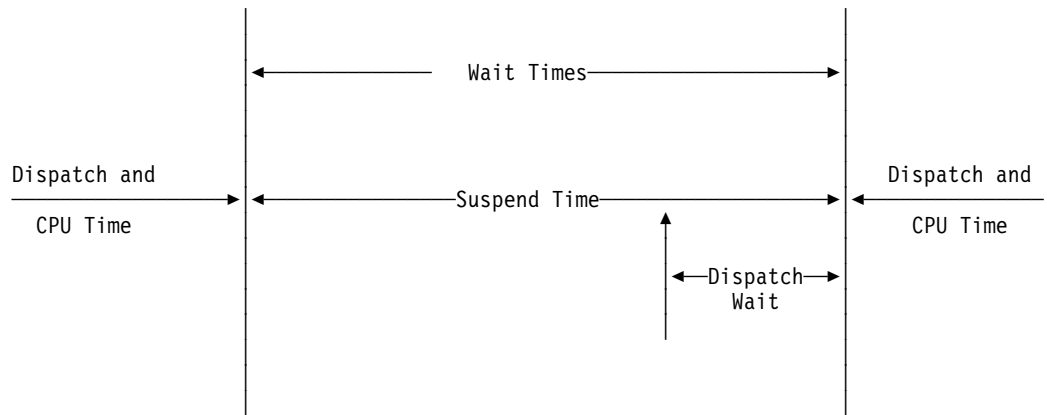 Wait Times
Dispatch and
CPU Time
Suspend Time
Dispatch and
CPU Time
Dispatch
Wait